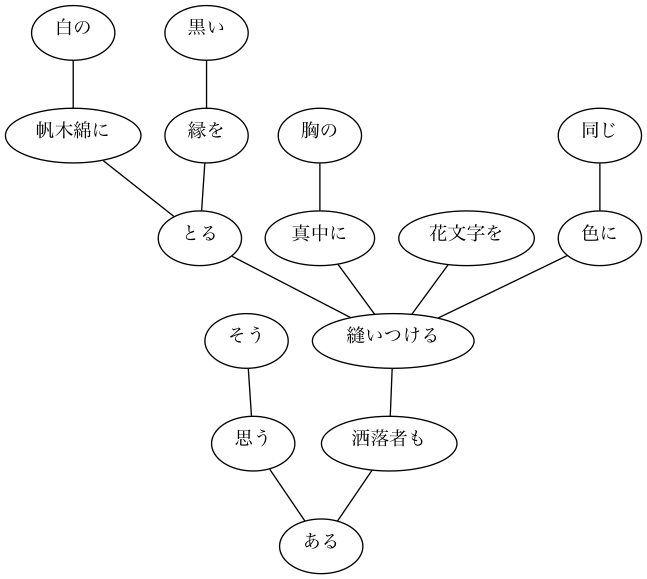 白の 黒い
帆木綿に 縁を 胸の 同じ
とる 真中に 花文字を 色に
そう 縫いつける
思う 洒落者も
ある